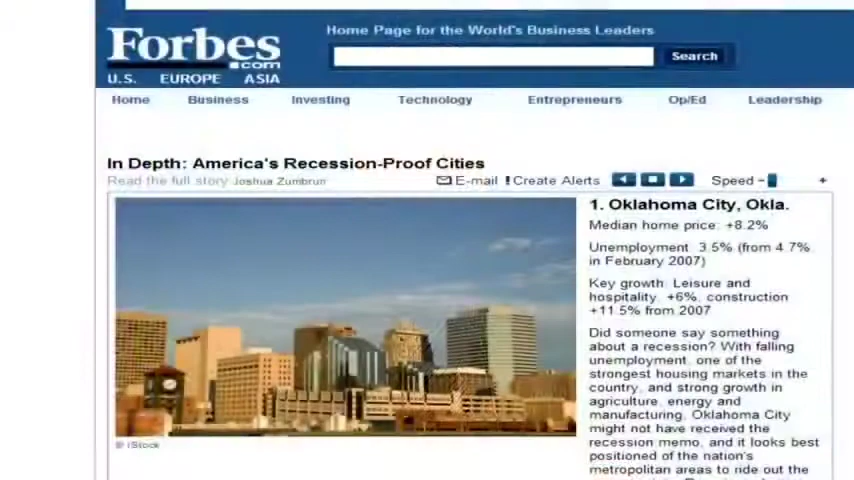 Forbes
.com
Home Page for the World's Business Leaders
Search
U.S. EUROPE ASIA
Home Business Investing Technology Entrepreneurs Op/Ed Leadership
In Depth: America's Recession-Proof Cities
Read the full story Joshua Zumbrun E-mail Create Alerts Speed - +
1. Oklahoma City, Okla.
Median home price: +8.2%
Unemployment: 3.5% (from 4.7%
in February 2007)
Key growth: Leisure and
hospitality, +6%, construction
+11.5% from 2007
Did someone say something
about a recession? With falling
unemployment, one of the
strongest housing markets in the
country, and strong growth in
agriculture, energy and
manufacturing, Oklahoma City
might not have received the
recession memo, and it looks best
positioned of the nation's
metropolitan areas to ride out the
© iStock